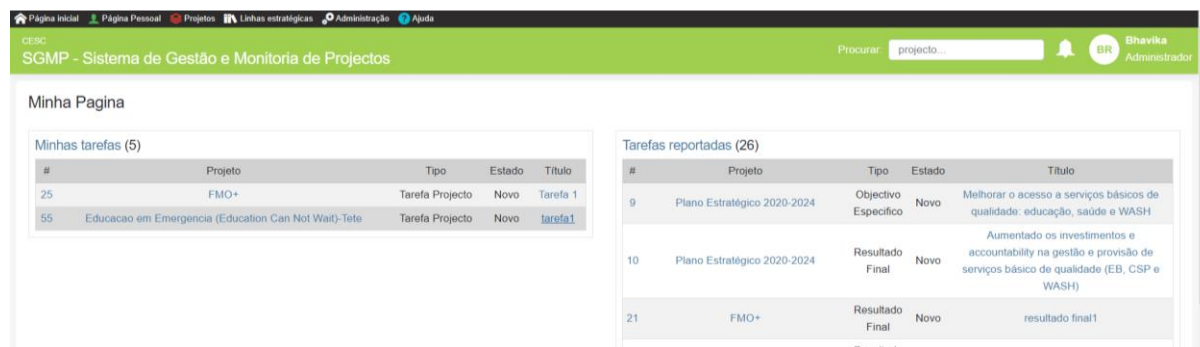 Página inicial Página Pessoal Projetos Linhas estratégicas Administração Ajuda
CESC
SGMP - Sistema de Gestão e Monitoria de Projectos
Procurar: projecto...
BR
Bhavika
Administrador
Minha Pagina
Minhas tarefas (5)
# Projeto Tipo Estado Título
25 FMO+ Tarefa Projecto Novo Tarefa 1
55 Educacao em Emergencia (Education Can Not Wait)-Tete Tarefa Projecto Novo tarefa1
Tarefas reportadas (26)
# Projeto Tipo Estado Título
9 Plano Estratégico 2020-2024 Objectivo Especifico Novo Melhorar o acesso a serviços básicos de
qualidade: educação, saúde e WASH
10 Plano Estratégico 2020-2024 Resultado Final Novo Aumentado os investimentos e
accountability na gestão e provisão de
serviços básico de qualidade (EB, CSP e
WASH)
21 FMO+ Resultado Final Novo resultado final1